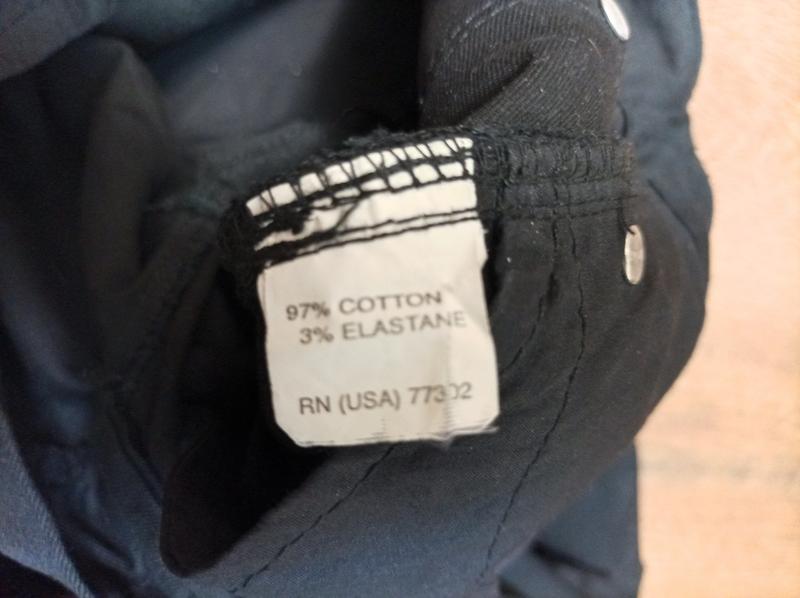 97% COTTON
3% ELASTANE
RN (USA) 77302